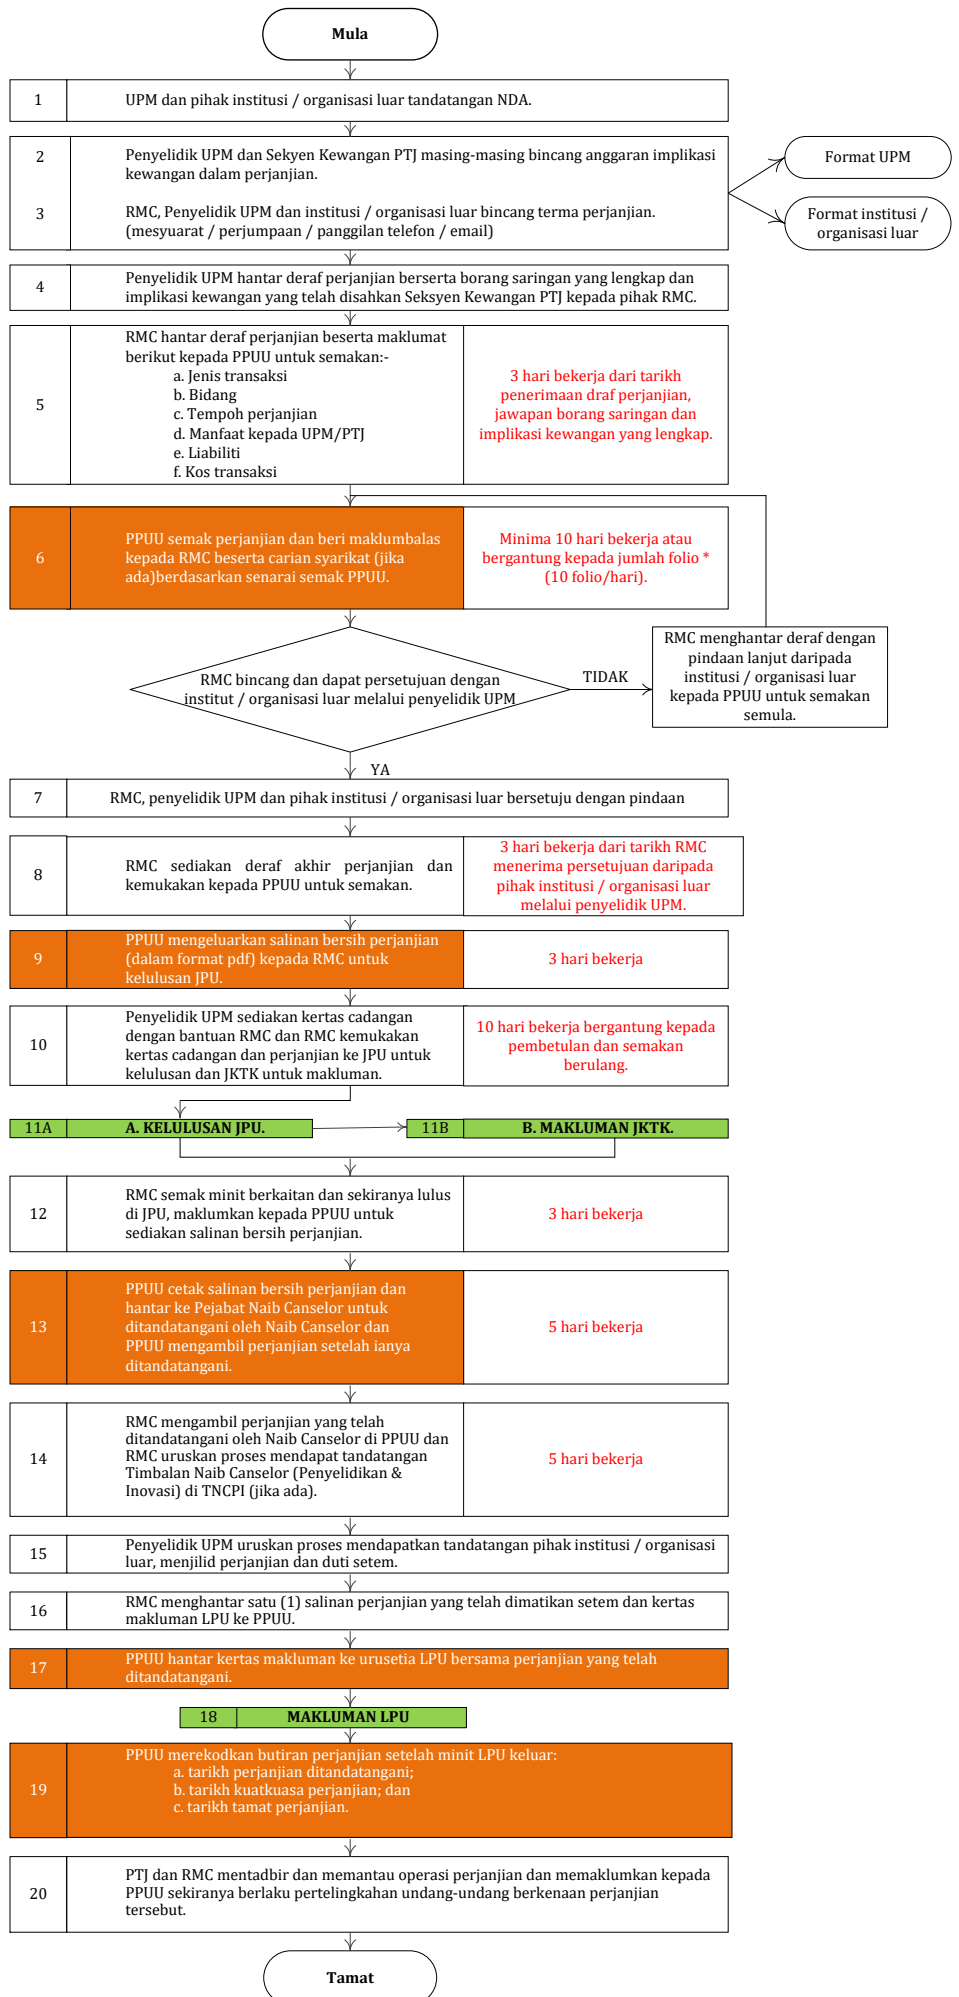 Mula
1
UPM dan pihak institusi / organisasi luar tandatangan NDA.
2
Penyelidik UPM dan Sekyen Kewangan PTJ masing-masing bincang anggaran implikasi
kewangan dalam perjanjian.
3
RMC, Penyelidik UPM dan institusi / organisasi luar bincang terma perjanjian.
(mesyuarat / perjumpaan / panggilan telefon / email)
Format UPM
Format institusi /
organisasi luar
4
Penyelidik UPM hantar deraf perjanjian berserta borang saringan yang lengkap dan
implikasi kewangan yang telah disahkan Seksyen Kewangan PTJ kepada pihak RMC.
5
RMC hantar deraf perjanjian beserta maklumat
berikut kepada PPUU untuk semakan:-
a. Jenis transaksi
b. Bidang
c. Tempoh perjanjian
d. Manfaat kepada UPM/PTJ
e. Liabiliti
f. Kos transaksi
3 hari bekerja dari tarikh
penerimaan draf perjanjian,
jawapan borang saringan dan
implikasi kewangan yang lengkap.
6
PPUU semak perjanjian dan beri maklumbalas
kepada RMC beserta carian syarikat (jika
ada)berdasarkan senarai semak PPUU.
Minima 10 hari bekerja atau
bergantung kepada jumlah folio *
(10 folio/hari).
RMC bincang dan dapat persetujuan dengan
institut / organisasi luar melalui penyelidik UPM
TIDAK
RMC menghantar deraf dengan
pindaan lanjut daripada
institusi / organisasi luar
kepada PPUU untuk semakan
semula.
YA
7
RMC, penyelidik UPM dan pihak institusi / organisasi luar bersetuju dengan pindaan
8
RMC sediakan deraf akhir perjanjian dan
kemukakan kepada PPUU untuk semakan.
3 hari bekerja dari tarikh RMC
menerima persetujuan daripada
pihak institusi / organisasi luar
melalui penyelidik UPM.
9
PPUU mengeluarkan salinan bersih perjanjian
(dalam format pdf) kepada RMC untuk
kelulusan JPU.
3 hari bekerja
10
Penyelidik UPM sediakan kertas cadangan
dengan bantuan RMC dan RMC kemukakan
kertas cadangan dan perjanjian ke JPU untuk
kelulusan dan JKTK untuk makluman.
10 hari bekerja bergantung kepada
pembetulan dan semakan
berulang.
11A
A. KELULUSAN JPU.
11B
B. MAKLUMAN JKTK.
12
RMC semak minit berkaitan dan sekiranya lulus
di JPU, maklumkan kepada PPUU untuk
sediakan salinan bersih perjanjian.
3 hari bekerja
13
PPUU cetak salinan bersih perjanjian dan
hantar ke Pejabat Naib Canselor untuk
ditandatangani oleh Naib Canselor dan
PPUU mengambil perjanjian setelah ianya
ditandatangani.
5 hari bekerja
14
RMC mengambil perjanjian yang telah
ditandatangani oleh Naib Canselor di PPUU dan
RMC uruskan proses mendapat tandatangan
Timbalan Naib Canselor (Penyelidikan &
Inovasi) di TNCPI (jika ada).
5 hari bekerja
15
Penyelidik UPM uruskan proses mendapatkan tandatangan pihak institusi / organisasi
luar, menjilid perjanjian dan duti setem.
16
RMC menghantar satu (1) salinan perjanjian yang telah dimatikan setem dan kertas
makluman LPU ke PPUU.
17
PPUU hantar kertas makluman ke urusetia LPU bersama perjanjian yang telah
ditandatangani.
18
MAKLUMAN LPU
19
PPUU merekodkan butiran perjanjian setelah minit LPU keluar:
a. tarikh perjanjian ditandatangani;
b. tarikh kuatkuasa perjanjian; dan
c. tarikh tamat perjanjian.
20
PTJ dan RMC mentadbir dan memantau operasi perjanjian dan memaklumkan kepada
PPUU sekiranya berlaku pertelingkahan undang-undang berkenaan perjanjian
tersebut.
Tamat